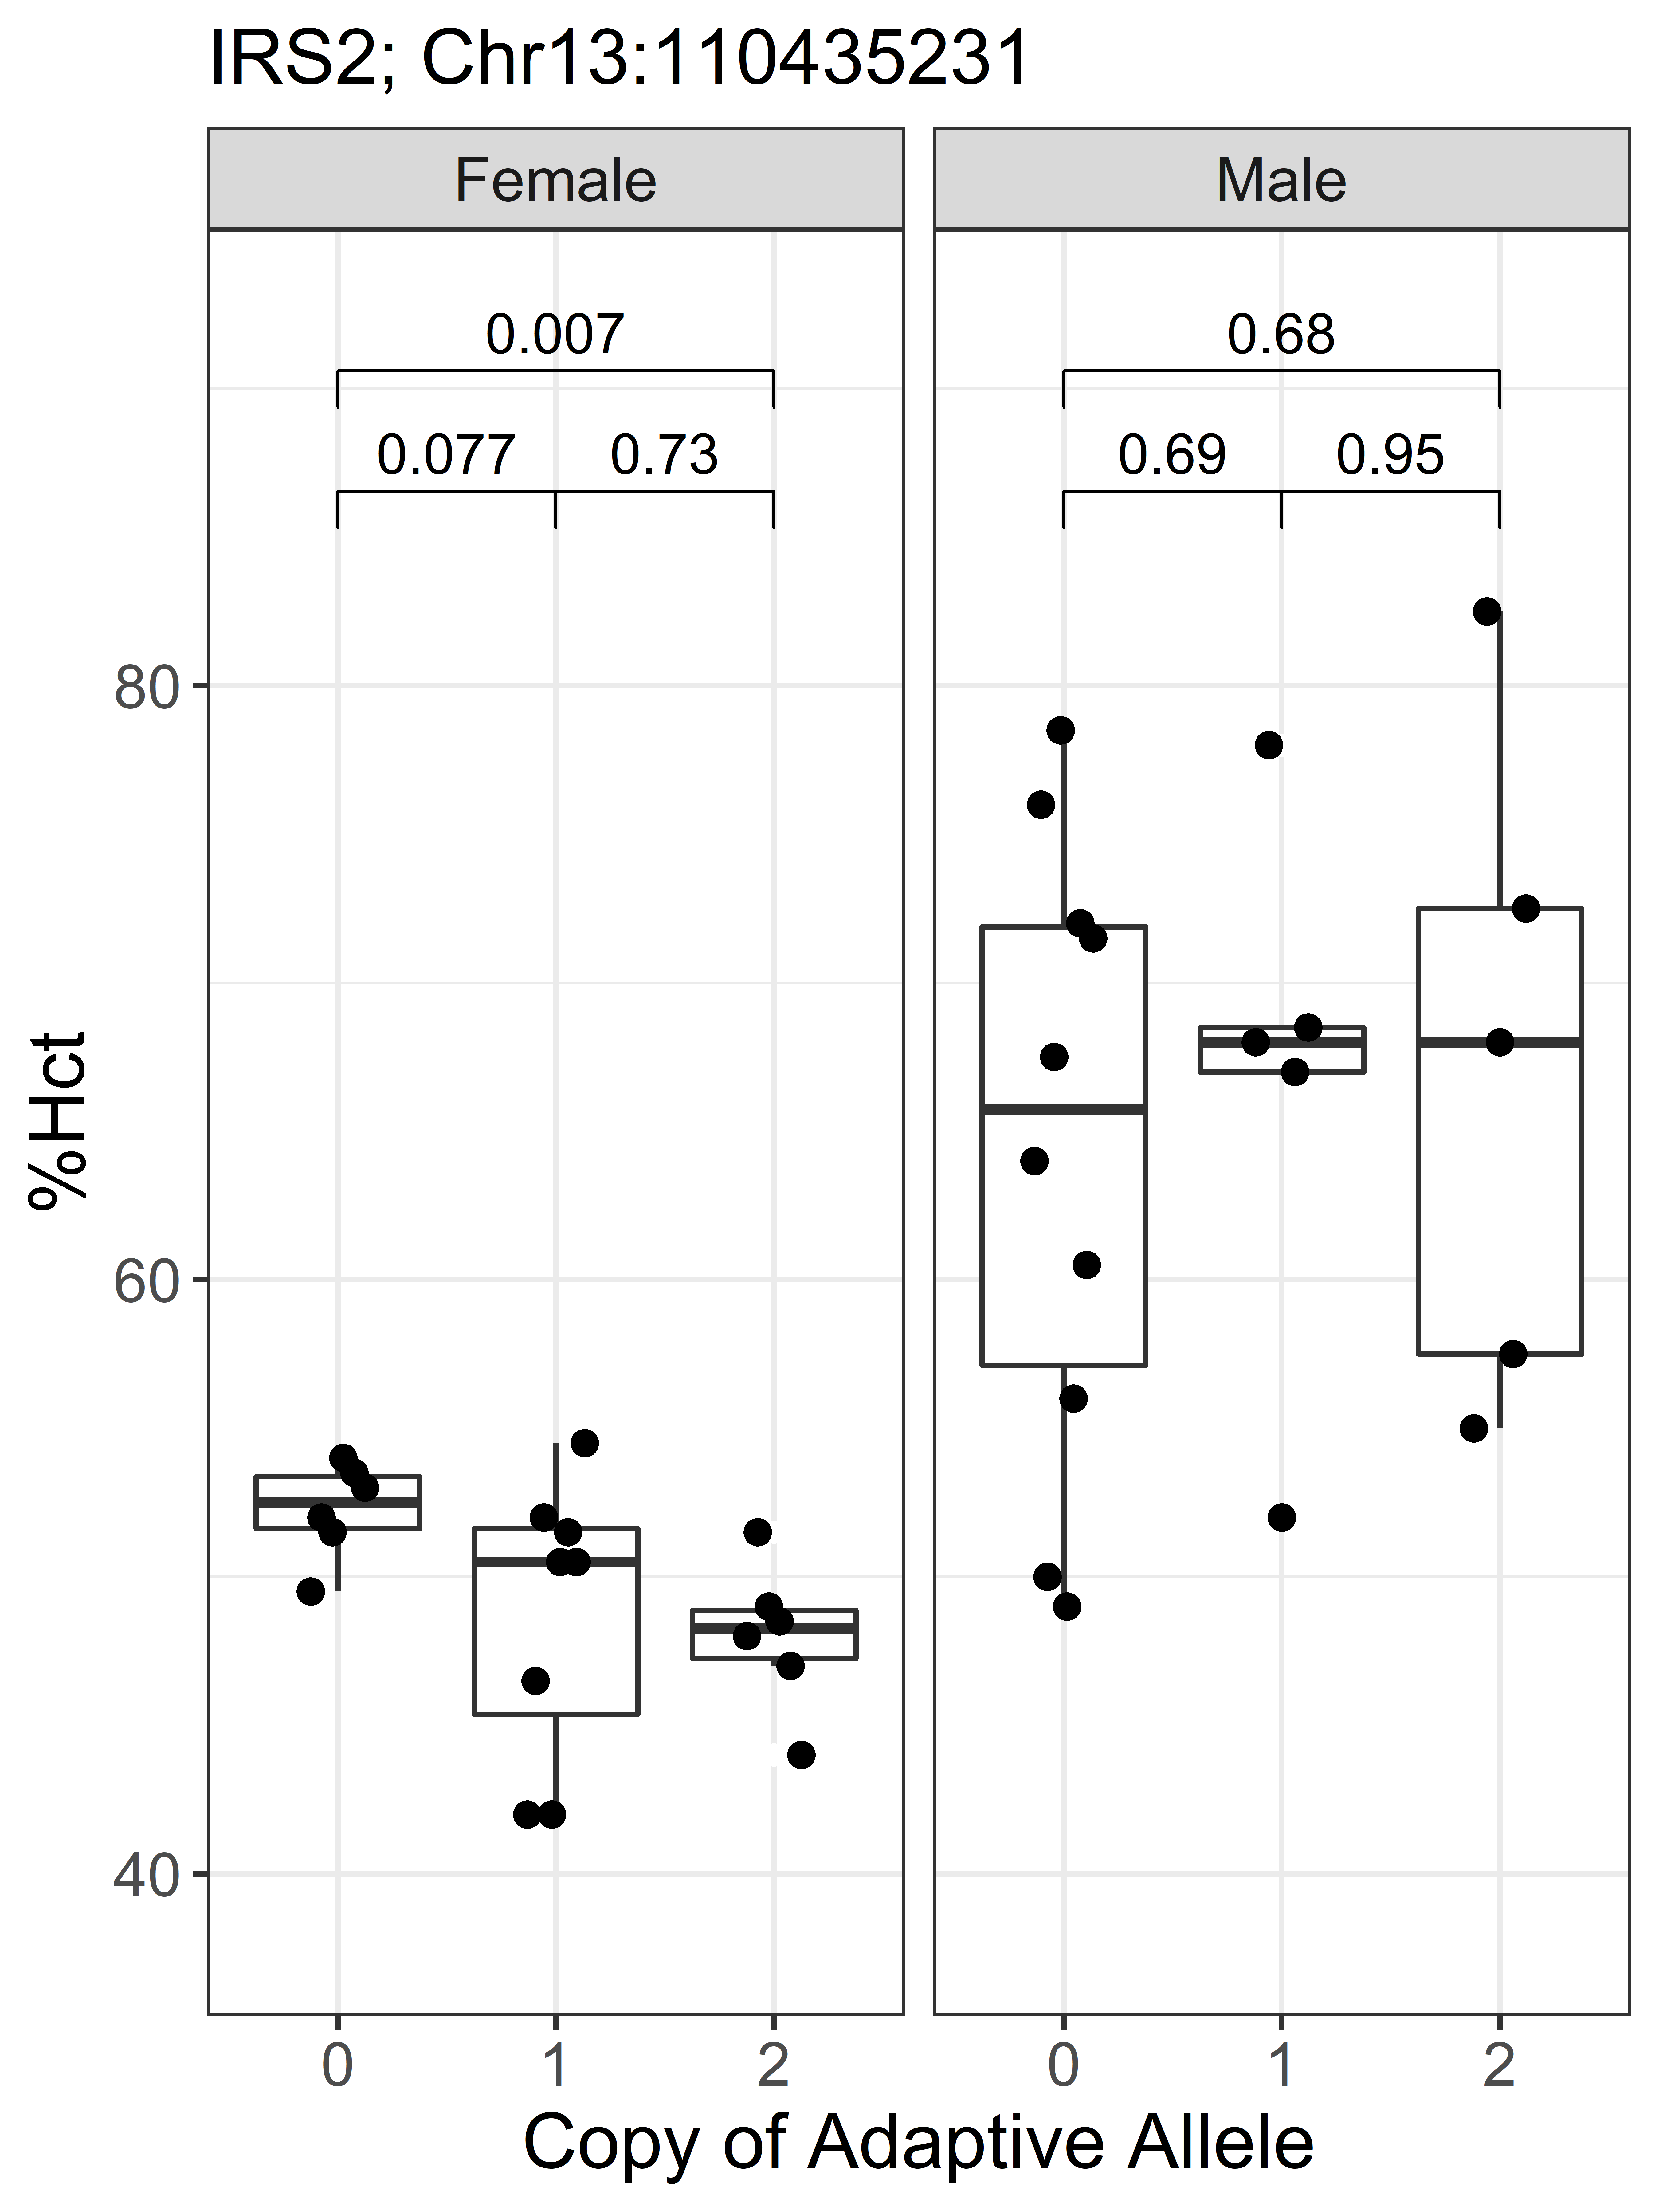 IRS2; Chr13:110435231
Female Male
0.007 0.68
0.077 0.73 0.69 0.95
80
%Hct
60
40
0 1 2 0 1 2
Copy of Adaptive Allele